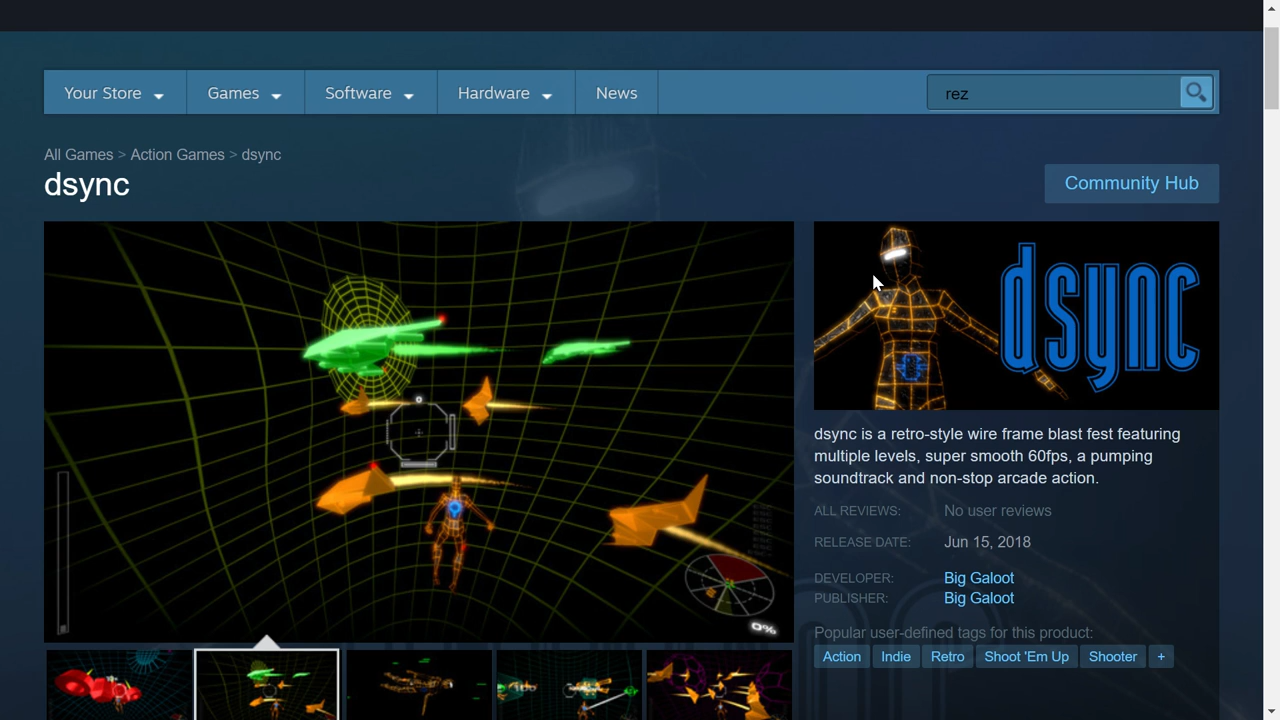 Your Store Games Software Hardware News rez
All Games > Action Games > dsync
dsync
Community Hub
dsync
0%
dsync is a retro-style wire frame blast fest featuring
multiple levels, super smooth 60fps, a pumping
soundtrack and non-stop arcade action.
ALL REVIEWS: No user reviews
RELEASE DATE: Jun 15, 2018
DEVELOPER: Big Galoot
PUBLISHER: Big Galoot
Popular user-defined tags for this product:
Action Indie Retro Shoot 'Em Up Shooter +